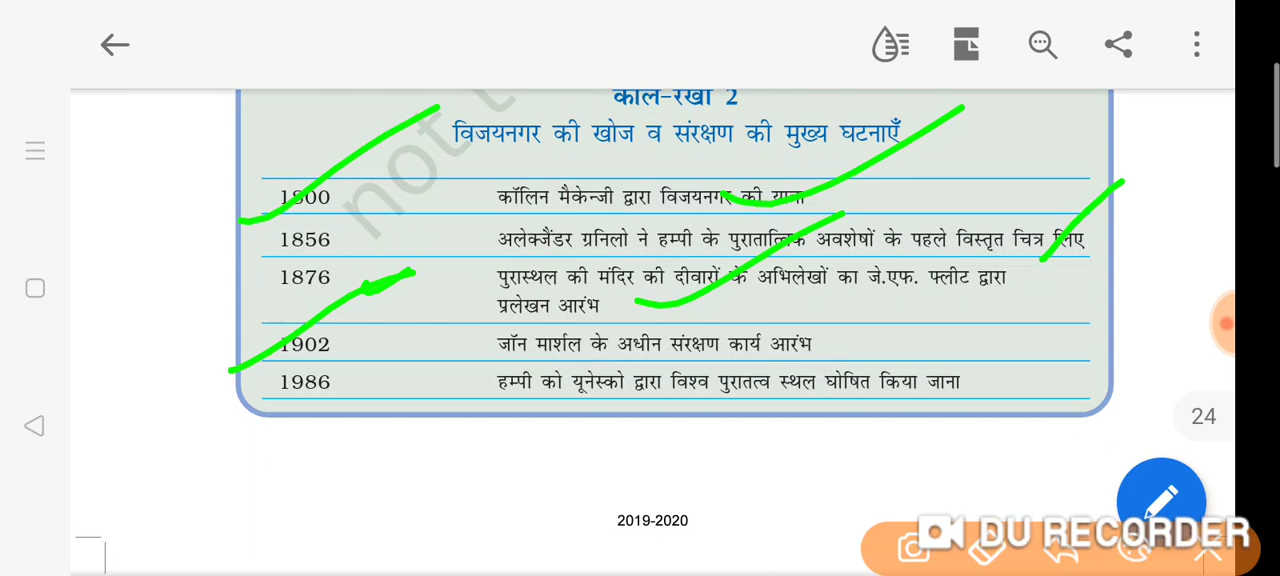 काल-रेखा 2
विजयनगर की खोज व संरक्षण की मुख्य घटनाएँ
not t
1800 कॉलिन मैकेन्जी द्वारा विजयनगर की यात्रा
1856 अलेक्जैंडर ग्रनिलो ने हम्पी के पुरातात्विक अवशेषों के पहले विस्तृत चित्र लिए
1876 पुरास्थल की मंदिर की दीवारों के अभिलेखों का जे.एफ. फ्लीट द्वारा
प्रलेखन आरंभ
1902 जॉन मार्शल के अधीन संरक्षण कार्य आरंभ
1986 हम्पी को यूनेस्को द्वारा विश्व पुरातत्व स्थल घोषित किया जाना
24
2019-2020
DU RECORDER